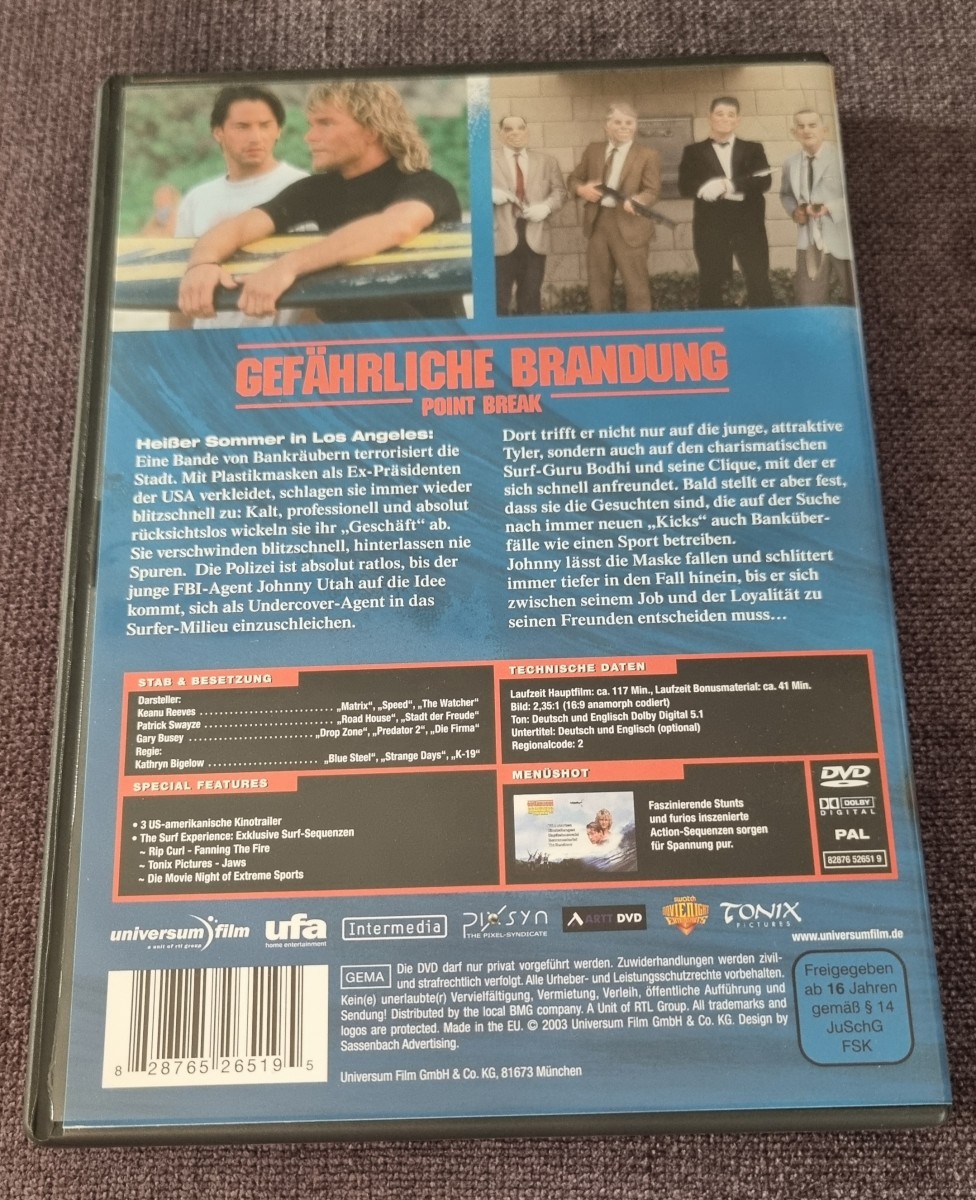 GEFÄHRLICHE BRANDUNG
POINT BREAK
Heißer Sommer in Los Angeles:
Eine Bande von Bankräubern terrorisiert die
Stadt. Mit Plastikmasken als Ex-Präsidenten
der USA verkleidet, schlagen sie immer wieder
blitzschnell zu: Kalt, professionell und absolut
rücksichtslos wickeln sie ihr „Geschäft“ ab.
Sie verschwinden blitzschnell, hinterlassen nie
Spuren. Die Polizei ist absolut ratlos, bis der
junge FBI-Agent Johnny Utah auf die Idee
kommt, sich als Undercover-Agent in das
Surfer-Milieu einzuschleichen.
Dort trifft er nicht nur auf die junge, attraktive
Tyler, sondern auch auf den charismatischen
Surf-Guru Bodhi und seine Clique, mit der er
sich schnell anfreundet. Bald stellt er aber fest,
dass sie die Gesuchten sind, die auf der Suche
nach immer neuen „Kicks“ auch Banküber-
fälle wie einen Sport betreiben.
Johnny lässt die Maske fallen und schlittert
immer tiefer in den Fall hinein, bis er sich
zwischen seinem Job und der Loyalität zu
seinen Freunden entscheiden muss...
STAB & BESETZUNG
Darsteller:
Keanu Reeves ........................ „Matrix“, „Speed“, „The Watcher“
Patrick Swayze ........................ „Road House“, „Stadt der Freude“
Gary Busey ........................ „Drop Zone“, „Predator 2“, „Die Firma“
Regie:
Kathryn Bigelow ........................ „Blue Steel“, „Strange Days“, „K-19“
TECHNISCHE DATEN
Laufzeit Hauptfilm: ca. 117 Min., Laufzeit Bonusmaterial: ca. 41 Min.
Bild: 2,35:1 (16:9 anamorph codiert)
Ton: Deutsch und Englisch Dolby Digital 5.1
Untertitel: Deutsch und Englisch (optional)
Regionalcode: 2
SPECIAL FEATURES
• 3 US-amerikanische Kinotrailer
• The Surf Experience: Exklusive Surf-Sequenzen
~ Rip Curl - Fanning The Fire
~ Tonix Pictures - Jaws
~ Die Movie Night of Extreme Sports
MENÜSHOT
Faszinierende Stunts
und furios inszenierte
Action-Sequenzen sorgen
für Spannung pur.
DVD
DOLBY
DIGITAL
PAL
82876 52651 9
universum film
a unit of rtl group
ufa
home entertainment
Intermedia
PIXSYN
THE PIXEL-SYNDICATE
ARTT DVD
swatch
MOVIENIGHT
TONIX
PICTURES
www.universumfilm.de
GEMA
Die DVD darf nur privat vorgeführt werden. Zuwiderhandlungen werden zivil-
und strafrechtlich verfolgt. Alle Urheber- und Leistungsschutzrechte vorbehalten.
Kein(e) unerlaubte(r) Vervielfältigung, Vermietung, Verleih, öffentliche Aufführung und
Sendung! Distributed by the local BMG company. A Unit of RTL Group. All trademarks and
logos are protected. Made in the EU. © 2003 Universum Film GmbH & Co. KG. Design by
Sassenbach Advertising.
Universum Film GmbH & Co. KG, 81673 München
8 28765 26519 5
Freigegeben
ab 16 Jahren
gemäß § 14
JuSchG
FSK